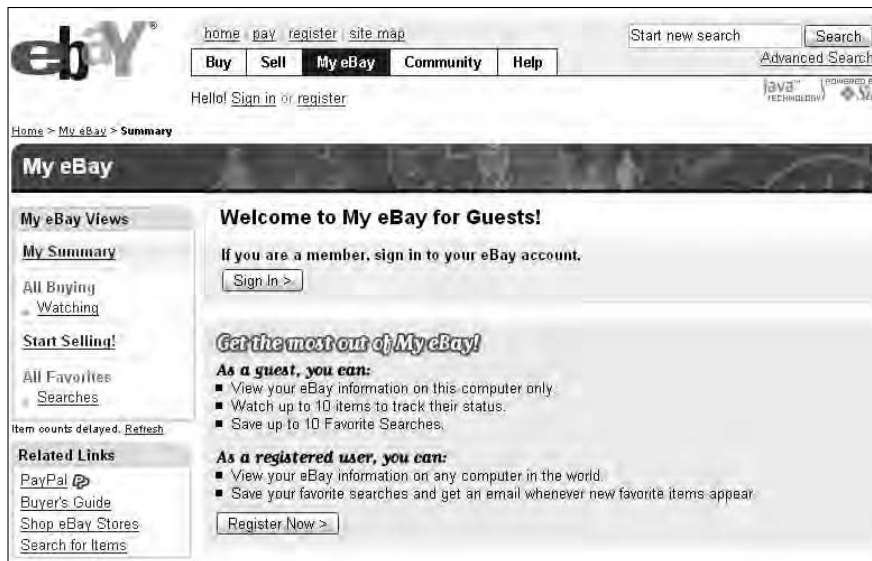 ebaY®
home pay register site map
Start new search Search
Buy Sell My eBay Community Help
Advanced Search
Hello! Sign in or register
Java™ TECHNOLOGY POWERED
Home > My eBay > Summary
My eBay
My eBay Views
My Summary
All Buying
Watching
Start Selling!
All Favorites
Searches
Item counts delayed. Refresh
Related Links
PayPal
Buyer's Guide
Shop eBay Stores
Search for Items
Welcome to My eBay for Guests!
If you are a member, sign in to your eBay account.
Sign In >
Get the most out of My eBay!
As a guest, you can:
View your eBay information on this computer only.
Watch up to 10 items to track their status.
Save up to 10 Favorite Searches.
As a registered user, you can:
View your eBay information on any computer in the world.
Save your favorite searches and get an email whenever new favorite items appear
Register Now >